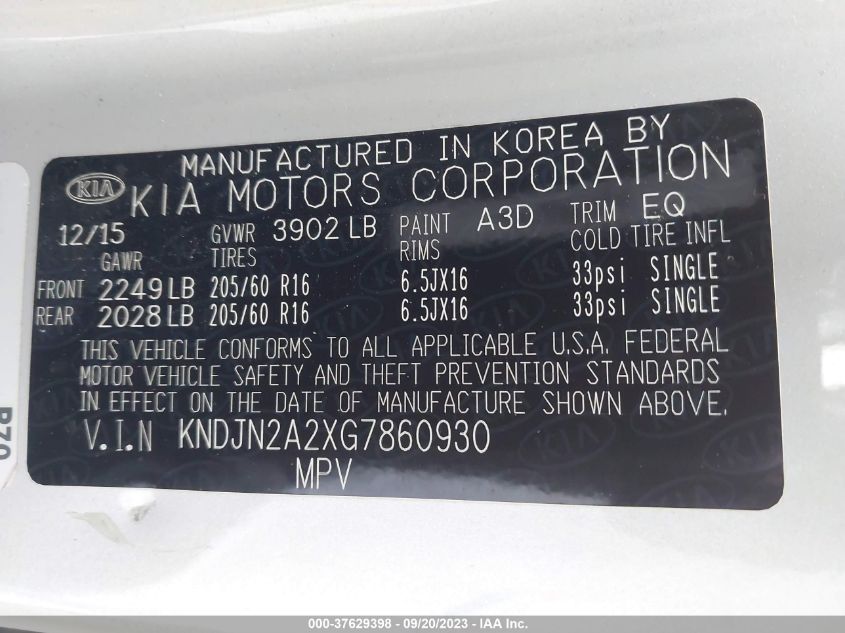 MANUFACTURED IN KOREA BY
KIA KIA MOTORS CORPORATION
12/15 GVWR 3902 LB PAINT A3D TRIM EQ
GAWR TIRES RIMS COLD TIRE INFL
FRONT 2249 LB 205/60 R16 6.5JX16 33psi SINGLE
REAR 2028 LB 205/60 R16 6.5JX16 33psi SINGLE
THIS VEHICLE CONFORMS TO ALL APPLICABLE U.S.A. FEDERAL
MOTOR VEHICLE SAFETY AND THEFT PREVENTION STANDARDS
IN EFFECT ON THE DATE OF MANUFACTURE SHOWN ABOVE.
V.I.N KNDJN2A2XG7860930
MPV
000-37629398 - 09/20/2023 - IAA Inc.